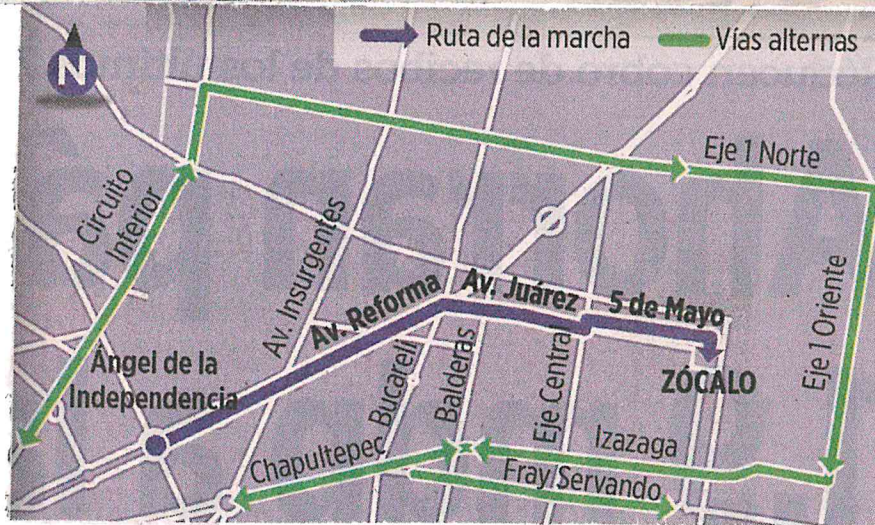 Ruta de la marcha
Vías alternas
N
Eje 1 Norte
Circuito
Interior
Av. Insurgentes
Av. Reforma
Av. Juárez
5 de Mayo
Eje 1 Oriente
Ángel de la
Independencia
Bucareli
Balderas
Eje Central
ZÓCALO
Chapultepec
Izazaga
Fray Servando